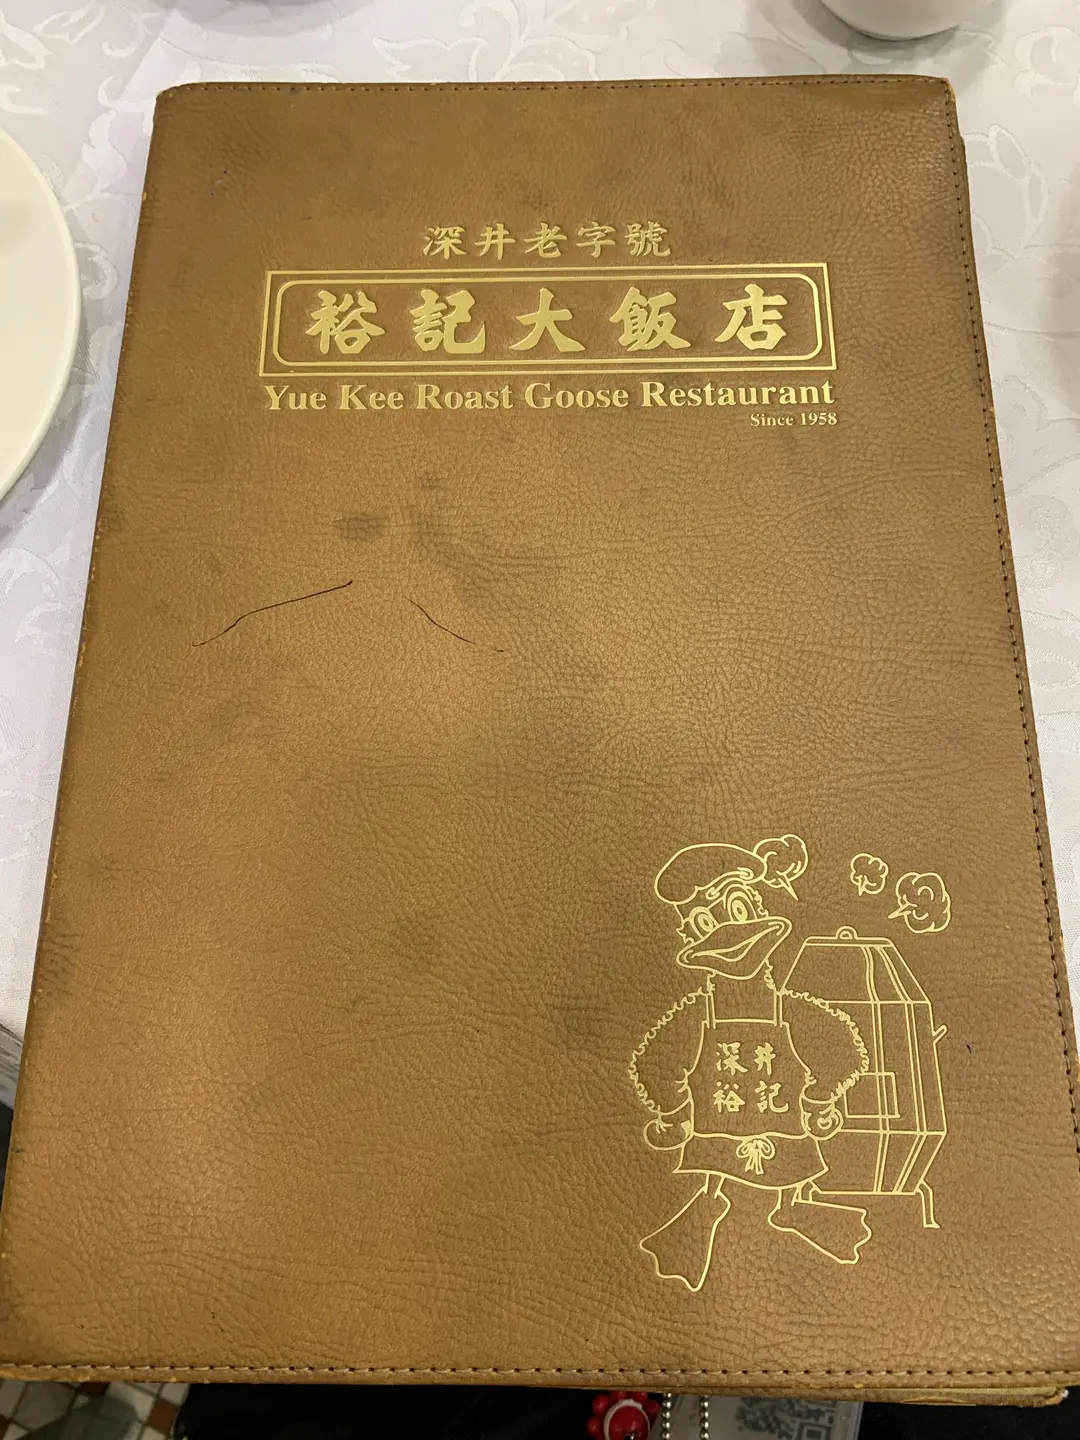 深井老字號
裕記大飯店
Yue Kee Roast Goose Restaurant
Since 1958
深井
裕記